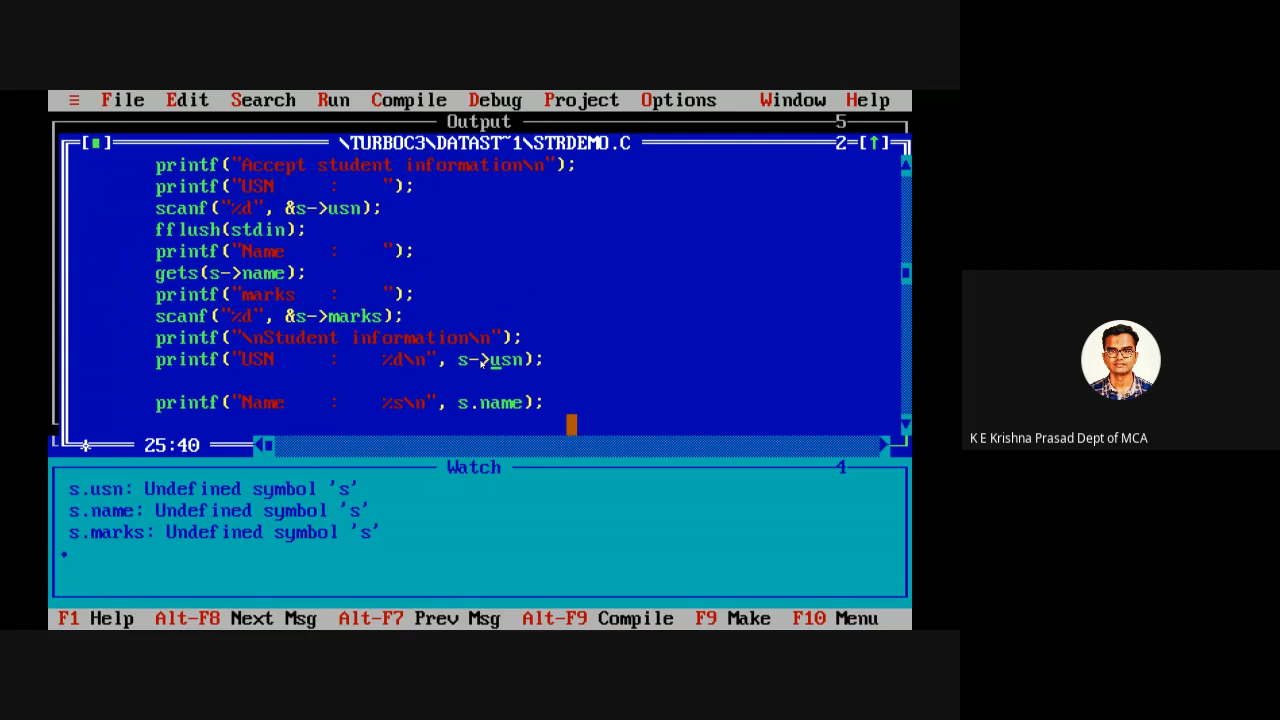 ≡ File Edit Search Run Compile Debug Project Options Window Help
Output 5
[■] \TURBOC3\DATAST~1\STRDEMO.C 2=[↑]
printf("Accept student information\n");
printf("USN    :    ");
scanf("%d", &s->usn);
fflush(stdin);
printf("Name    :    ");
gets(s->name);
printf("marks   :    ");
scanf("%d", &s->marks);
printf("\nStudent information\n");
printf("USN     :    %d\n", s->usn);
printf("Name    :    %s\n", s.name);
25:40
Watch 4
s.usn: Undefined symbol 's'
s.name: Undefined symbol 's'
s.marks: Undefined symbol 's'
F1 Help Alt-F8 Next Msg Alt-F7 Prev Msg Alt-F9 Compile F9 Make F10 Menu
K E Krishna Prasad Dept of MCA